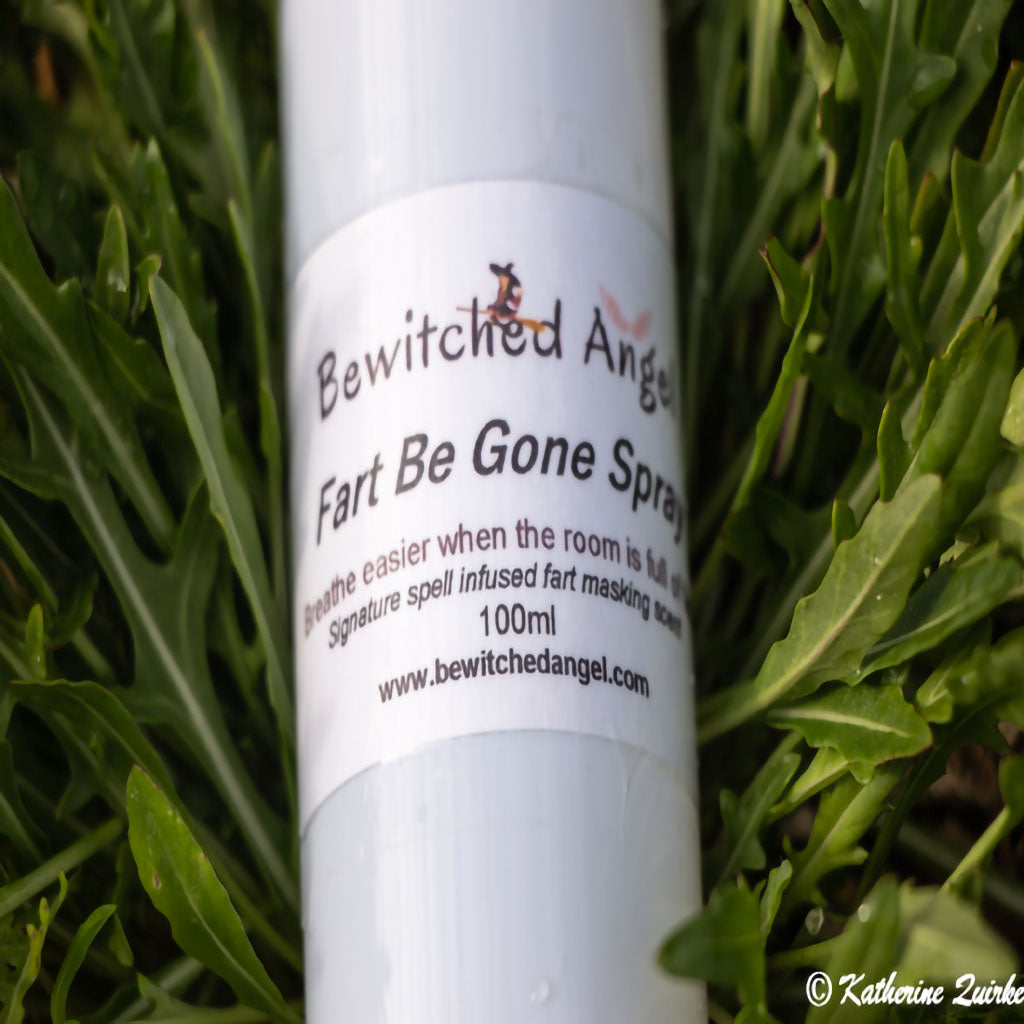 Bewitched Angel
Fart Be Gone Spray
Breathe easier when the room is full
Signature spell infused fart masking scent
100ml
www.bewitchedangel.com
© Katherine Quirke